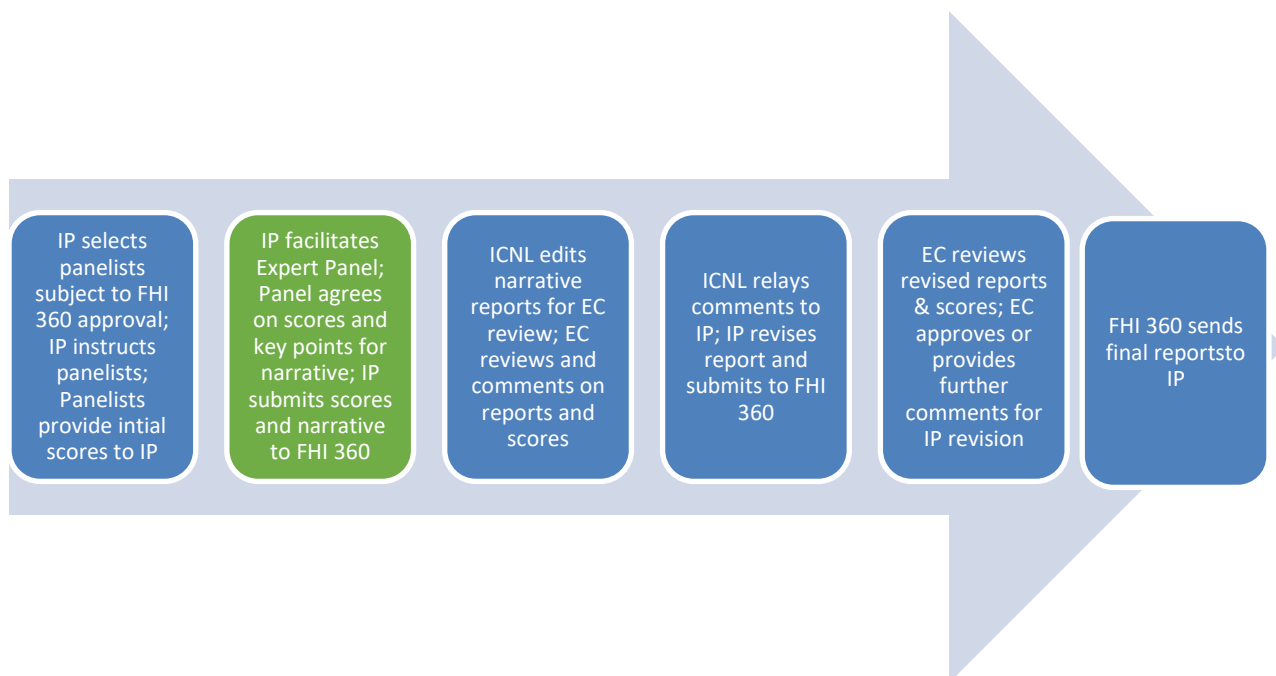 IP selects
panelists
subject to FHI
360 approval;
IP instructs
panelists;
Panelists
provide intial
scores to IP
IP facilitates
Expert Panel;
Panel agrees
on scores and
key points for
narrative; IP
submits scores
and narrative
to FHI 360
ICNL edits
narrative
reports for EC
review; EC
reviews and
comments on
reports and
scores
ICNL relays
comments to
IP; IP revises
report and
submits to FHI
360
EC reviews
revised reports
& scores; EC
approves or
provides
further
comments for
IP revision
FHI 360 sends
final reportsto
IP